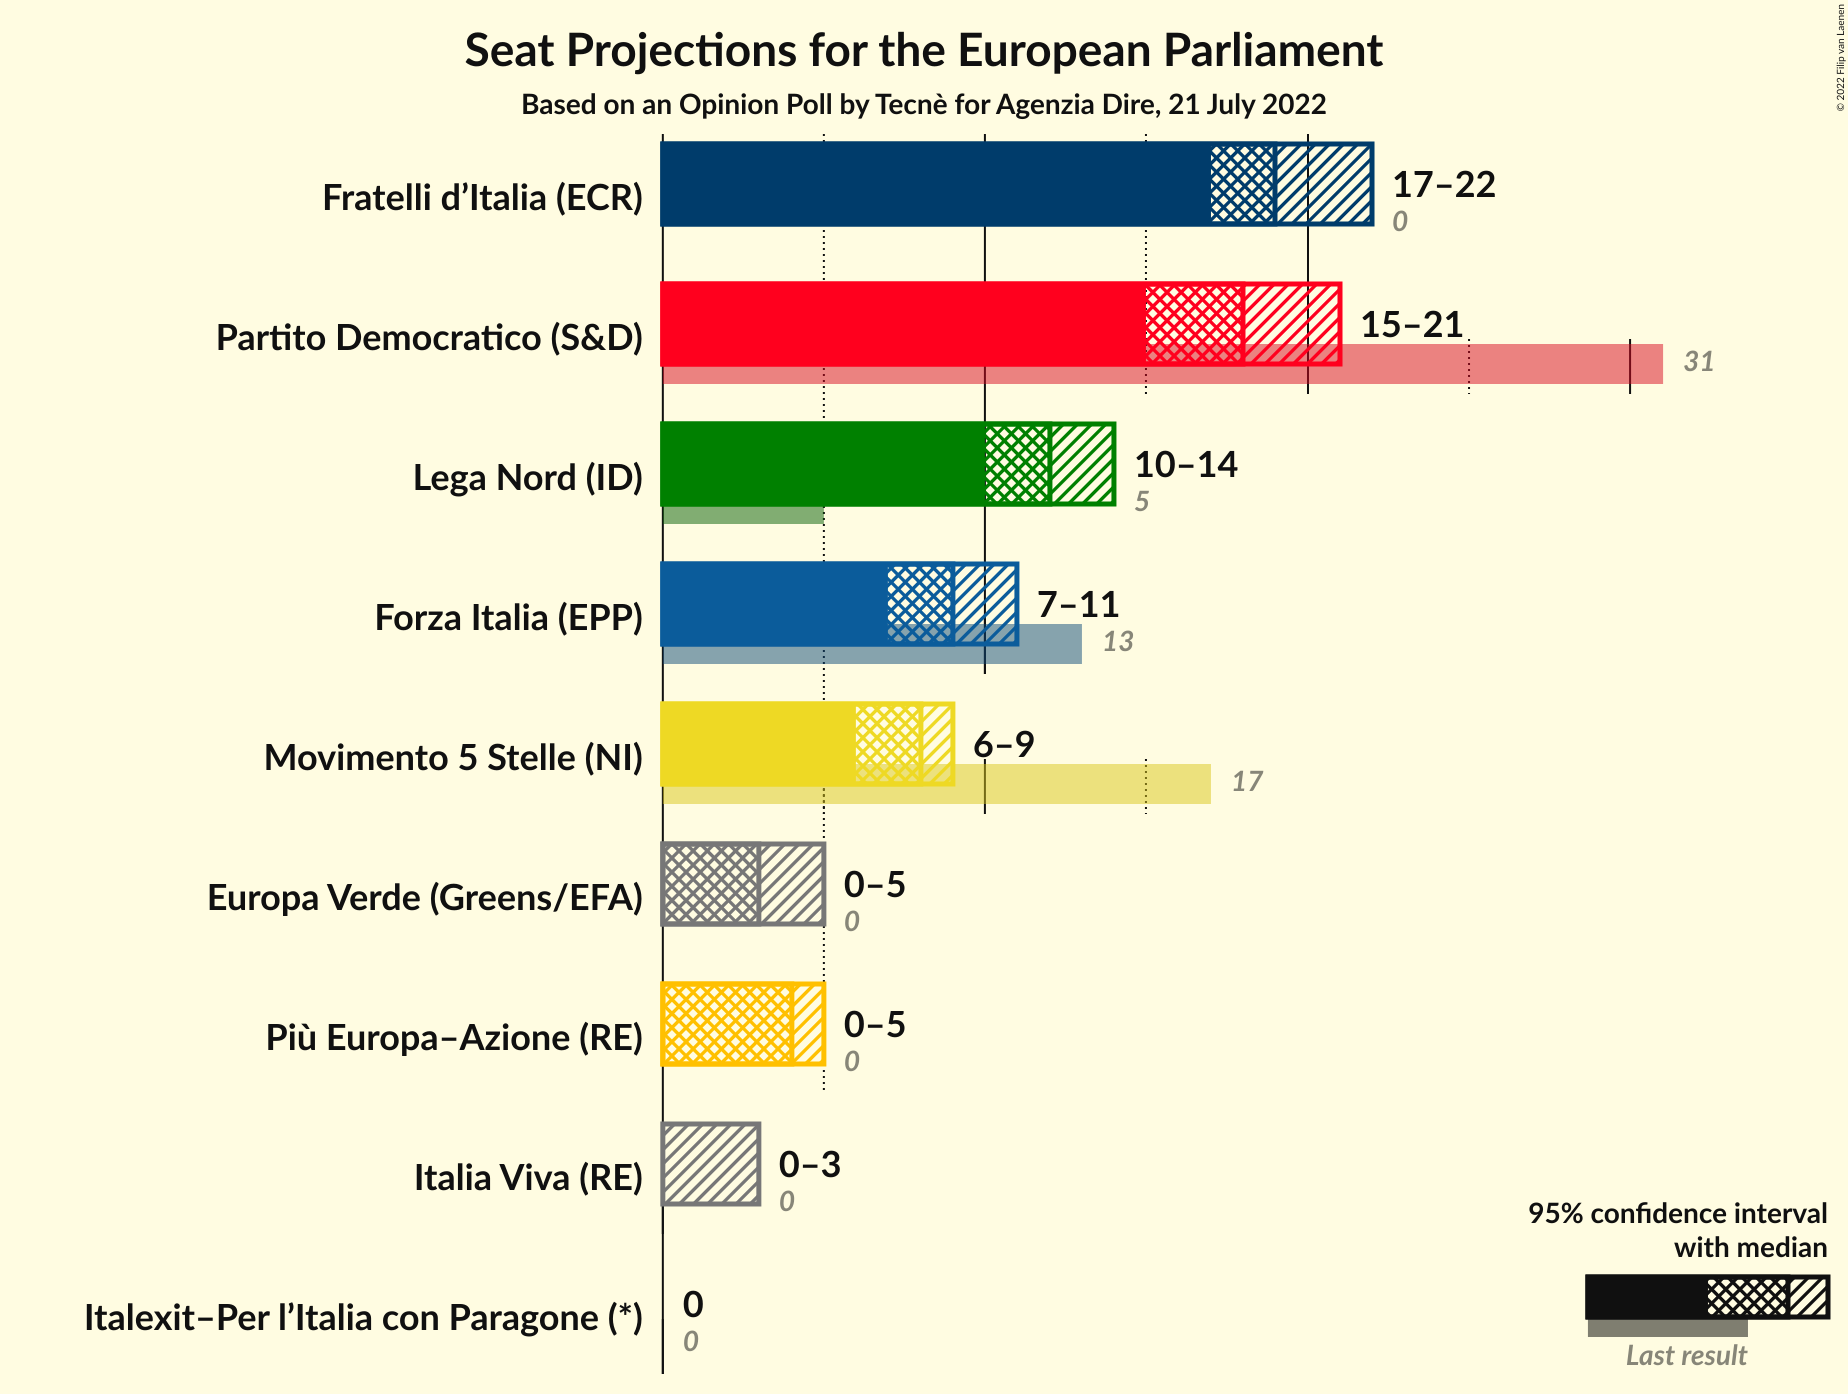 Seat Projections for the European Parliament
Based on an Opinion Poll by Tecnè for Agenzia Dire, 21 July 2022
© 2022 Filip van Laenen
Fratelli d’Italia (ECR)
17–22
0
Partito Democratico (S&D)
15–21
31
Lega Nord (ID)
10–14
5
Forza Italia (EPP)
7–11
13
Movimento 5 Stelle (NI)
6–9
17
Europa Verde (Greens/EFA)
0–5
0
Più Europa–Azione (RE)
0–5
0
Italia Viva (RE)
0–3
0
Italexit–Per l’Italia con Paragone (*)
0
0
95% confidence interval
with median
Last result